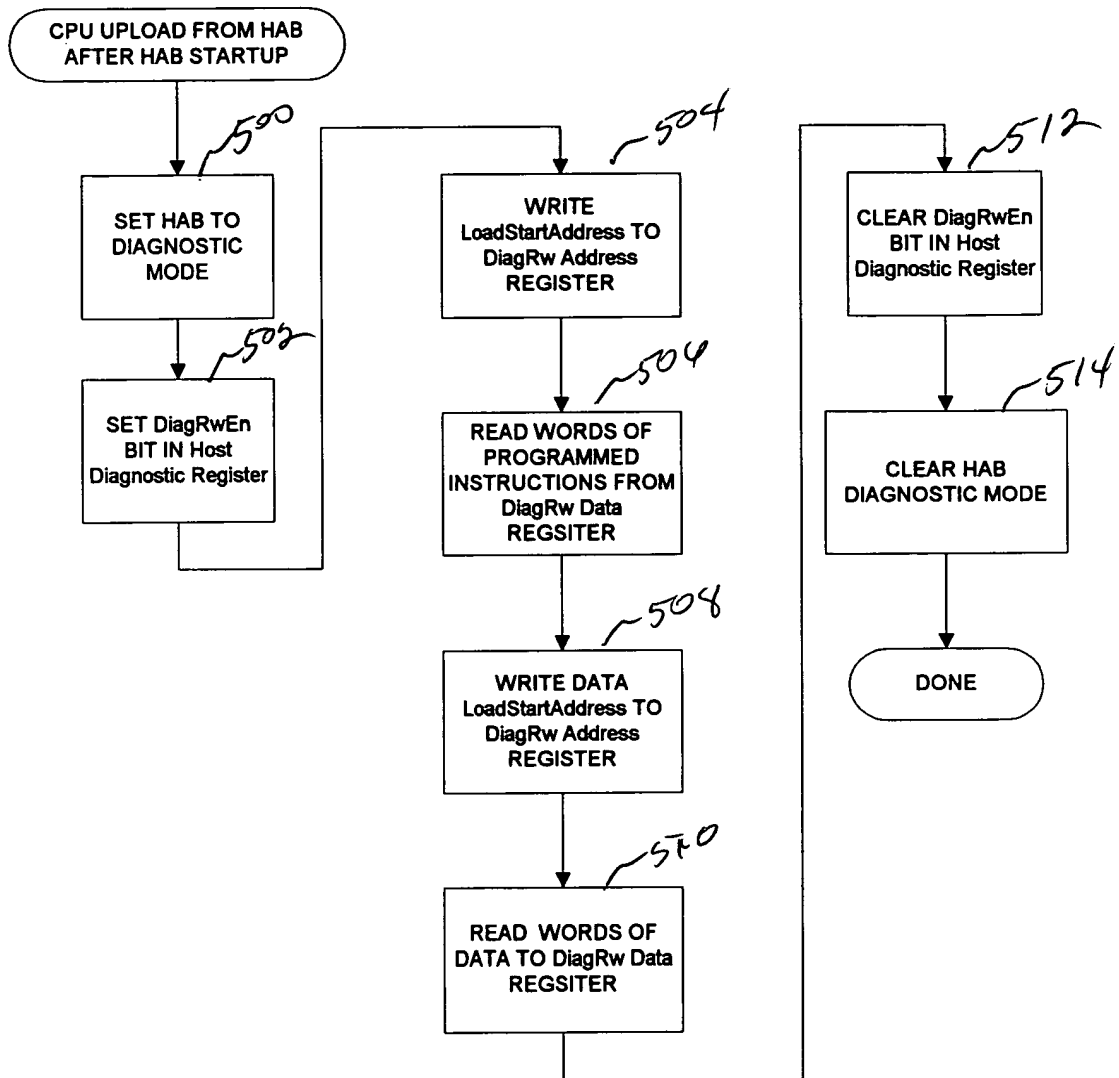 CPU UPLOAD FROM HAB
AFTER HAB STARTUP
500
SET HAB TO
DIAGNOSTIC
MODE
502
SET DiagRwEn
BIT IN Host
Diagnostic Register
504
WRITE
LoadStartAddress TO
DiagRw Address
REGISTER
506
READ WORDS OF
PROGRAMMED
INSTRUCTIONS FROM
DiagRw Data
REGSITER
508
WRITE DATA
LoadStartAddress TO
DiagRw Address
REGISTER
510
READ WORDS OF
DATA TO DiagRw Data
REGSITER
512
CLEAR DiagRwEn
BIT IN Host
Diagnostic Register
514
CLEAR HAB
DIAGNOSTIC MODE
DONE